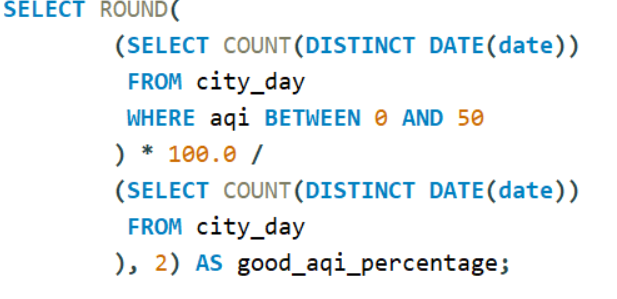 SELECT ROUND(
(SELECT COUNT(DISTINCT DATE(date))
FROM city_day
WHERE aqi BETWEEN 0 AND 50
) * 100.0 /
(SELECT COUNT(DISTINCT DATE(date))
FROM city_day
), 2) AS good_aqi_percentage;